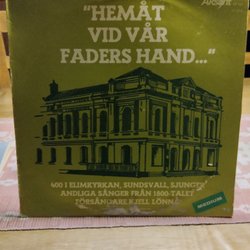 "HEMÅT
VID VÅR
FADERS HAND..."
400 I ELIMKYRKAN, SUNDSVALL, SJUNGER
ANDLIGA SÅNGER FRÅN 1800-TALET
FÖRSÅNGARE KJELL LÖNNÅ